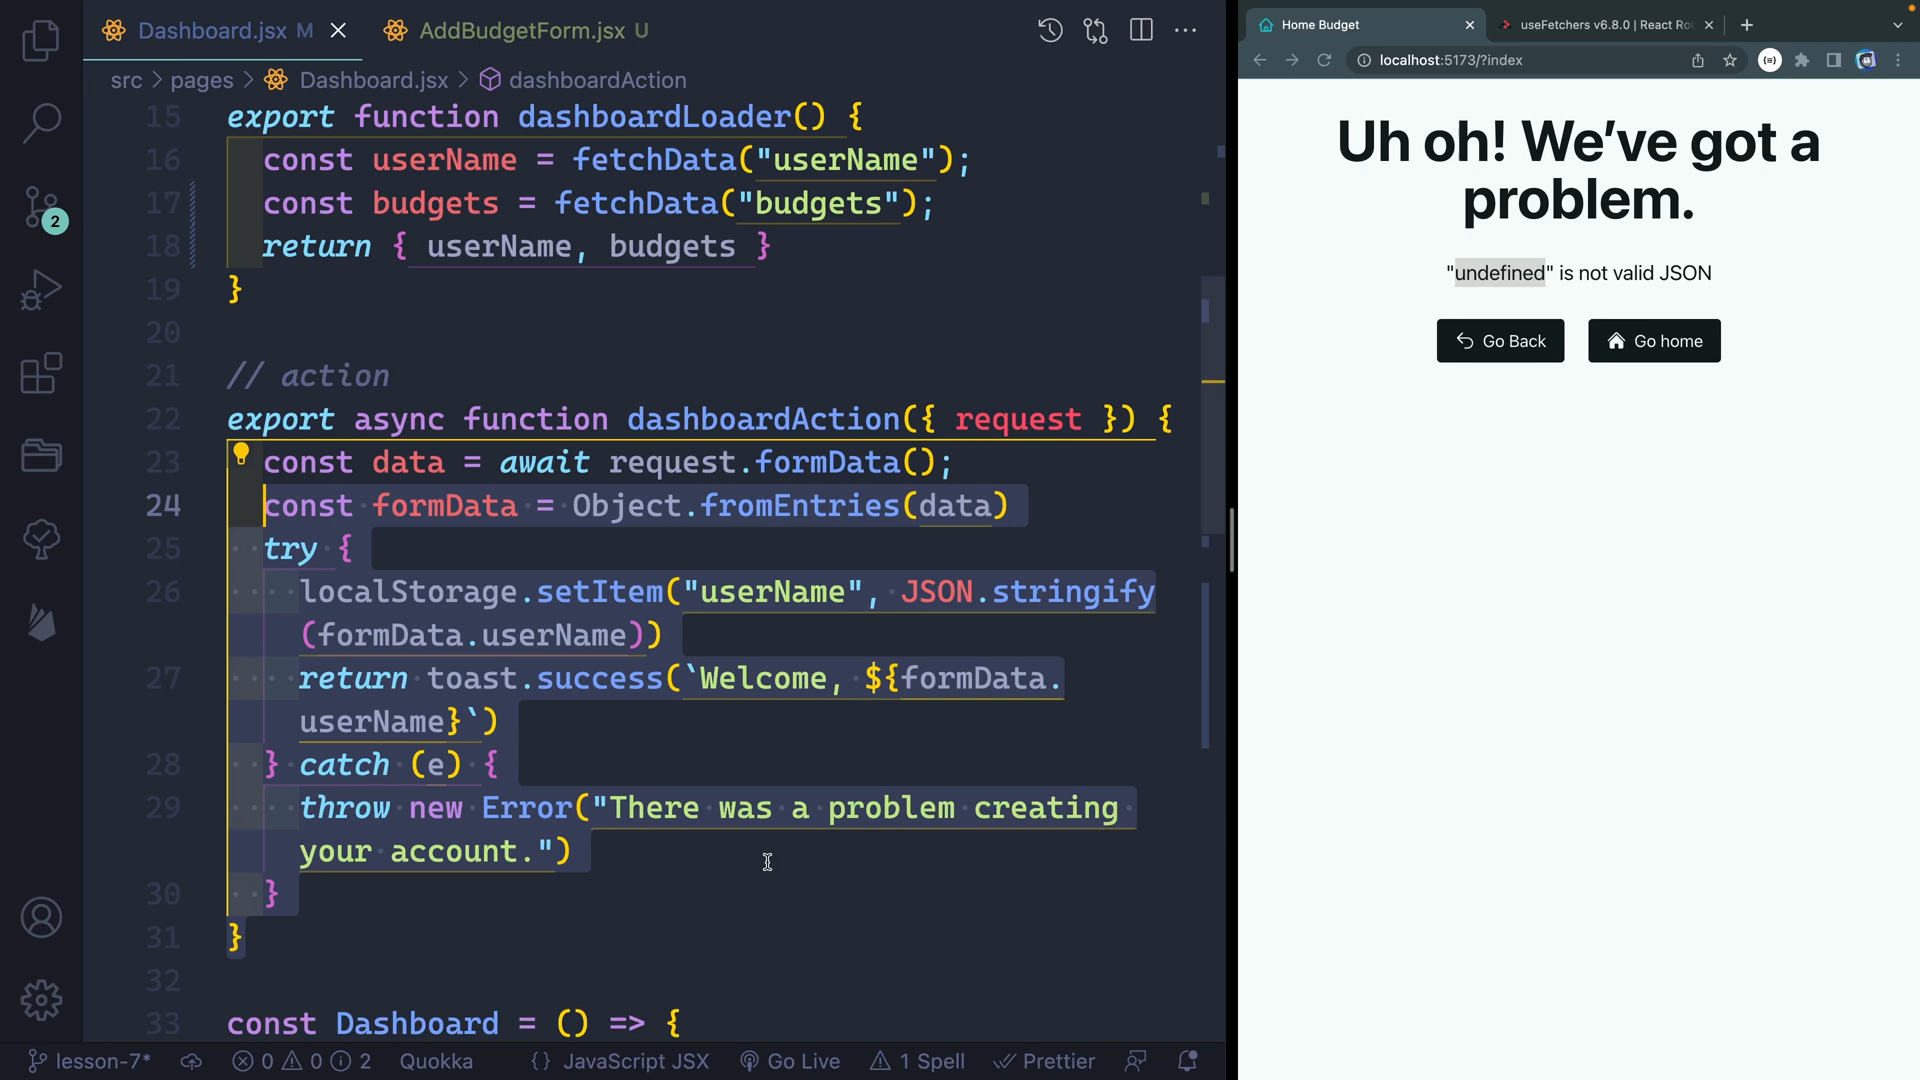 Dashboard.jsx M
AddBudgetForm.jsx U
src > pages > Dashboard.jsx > dashboardAction
15 export function dashboardLoader() {
16 const userName = fetchData("userName");
17 const budgets = fetchData("budgets");
18 return { userName, budgets }
19 }
20
21 // action
22 export async function dashboardAction({ request }) {
23 const data = await request.formData();
24 const formData = Object.fromEntries(data)
25 try {
26 localStorage.setItem("userName", JSON.stringify
(formData.userName))
27 return toast.success(`Welcome, ${formData.
userName}`)
28 } catch (e) {
29 throw new Error("There was a problem creating
your account.")
30 }
31 }
32
33 const Dashboard = () => {
2
lesson-7* 0 0 2 Quokka {} JavaScript JSX Go Live 1 Spell Prettier
Home Budget
useFetchers v6.8.0 | React Ro
localhost:5173/?index
Uh oh! We've got a
problem.
"undefined" is not valid JSON
Go Back
Go home